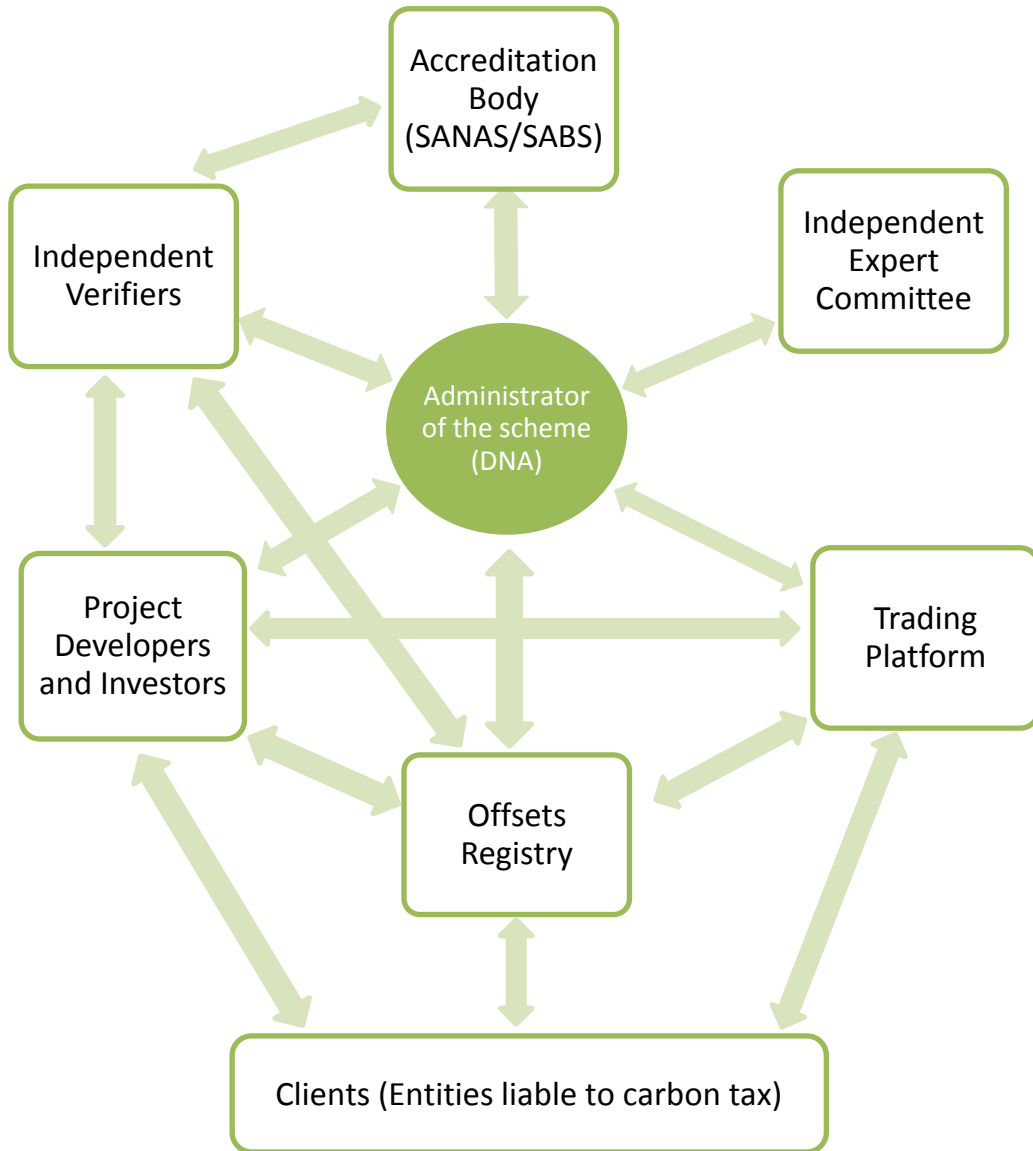 Accreditation
Body
(SANAS/SABS)
Independent
Verifiers
Independent
Expert
Committee
Administrator
of the scheme
(DNA)
Project
Developers
and Investors
Trading
Platform
Offsets
Registry
Clients (Entities liable to carbon tax)